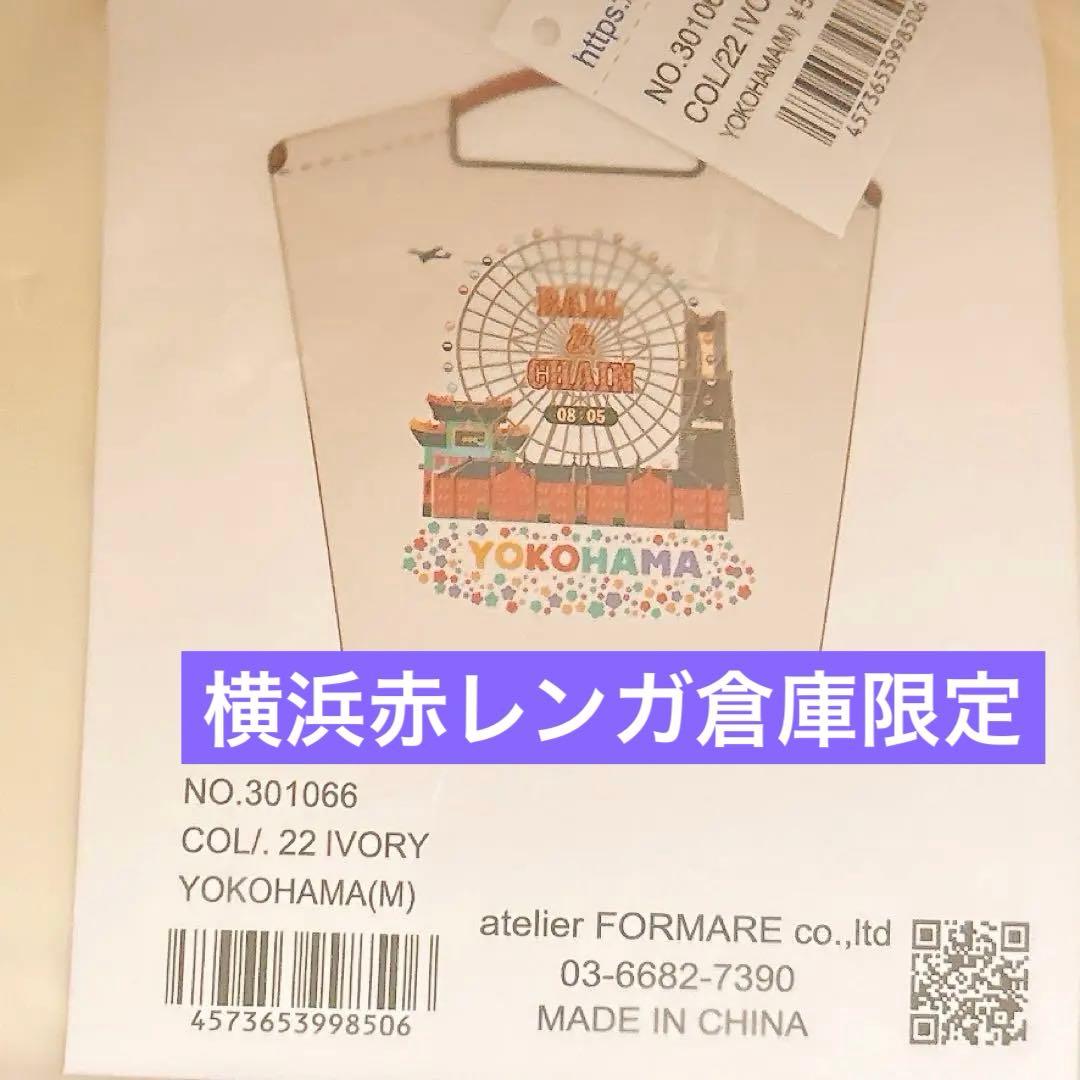 https:
NO.30106
COL/22 IVO
YOKOHAMA(M) ¥5
4573653998506
BALL
&
CHAIN
08 05
YOKOHAMA
横浜赤レンガ倉庫限定
NO.301066
COL/. 22 IVORY
YOKOHAMA(M)
4573653998506
atelier FORMARE co.,ltd
03-6682-7390
MADE IN CHINA